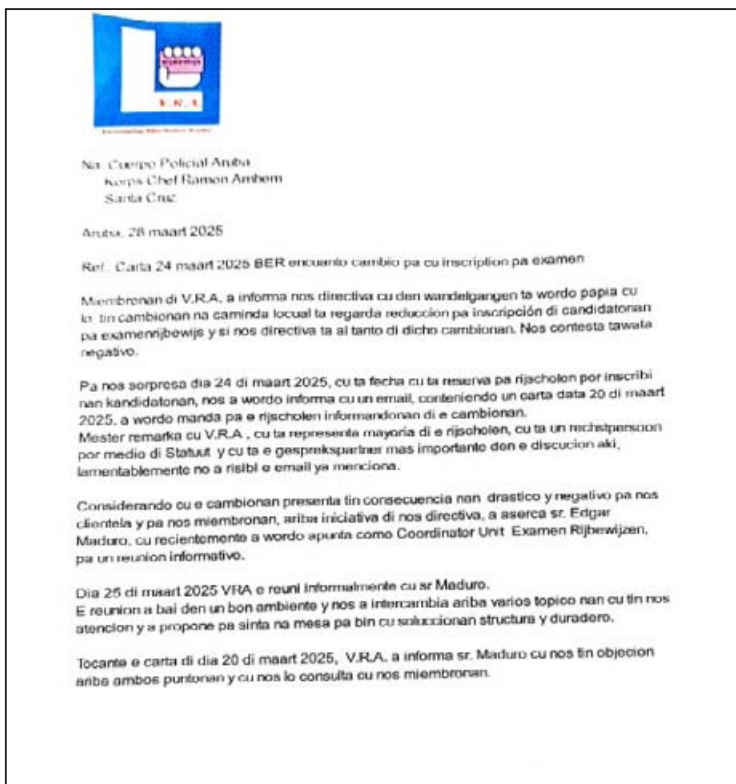 V.R.A.
Na: Cuerpo Policial Aruba
Korps Chef Ramon Arnhem
Santa Cruz
Aruba, 28 maart 2025
Ref.: Carta 24 maart 2025 BER encuanto cambio pa cu inscription pa examen
Miembronan di V.R.A. a informa nos directiva cu den wandelgangen ta wordo papia cu
lo tin cambionan na caminda locual ta regarda reduccion pa inscripción di candidatonan
pa examenrijbewijs y si nos directiva ta al tanto di dicho cambionan. Nos contesta tawata
negativo.
Pa nos sorpresa dia 24 di maart 2025, cu ta fecha cu ta reserva pa rijscholen por inscribi
nan kandidatonan, nos a wordo informa cu un email, conteniendo un carta data 20 di maart
2025, a wordo manda pa e rijscholen informandonan di e cambionan.
Mester remarka cu V.R.A , cu ta representa mayoria di e rijscholen, cu ta un rechstpersoon
por medio di Statuut y cu ta e gesprekspartner mas importante den e discucion aki,
lamentablemente no a risibi e email ya menciona.
Considerando cu e cambionan presenta tin consecuencia nan drastico y negativo pa nos
clientela y pa nos miembronan, ariba iniciativa di nos directiva, a aserca sr. Edgar
Maduro, cu recientemente a wordo apunta como Coordinator Unit Examen Rijbewijzen,
pa un reunion informativo.
Dia 25 di maart 2025 VRA e reuni informalmente cu sr Maduro.
E reunion a bai den un bon ambiente y nos a intercambia ariba varios topico nan cu tin nos
atencion y a propone pa sinta na mesa pa bin cu soluccionan structura y duradero.
Tocante e carta di dia 20 di maart 2025, V.R.A. a informa sr. Maduro cu nos tin objecion
ariba ambos puntonan y cu nos lo consulta cu nos miembronan.